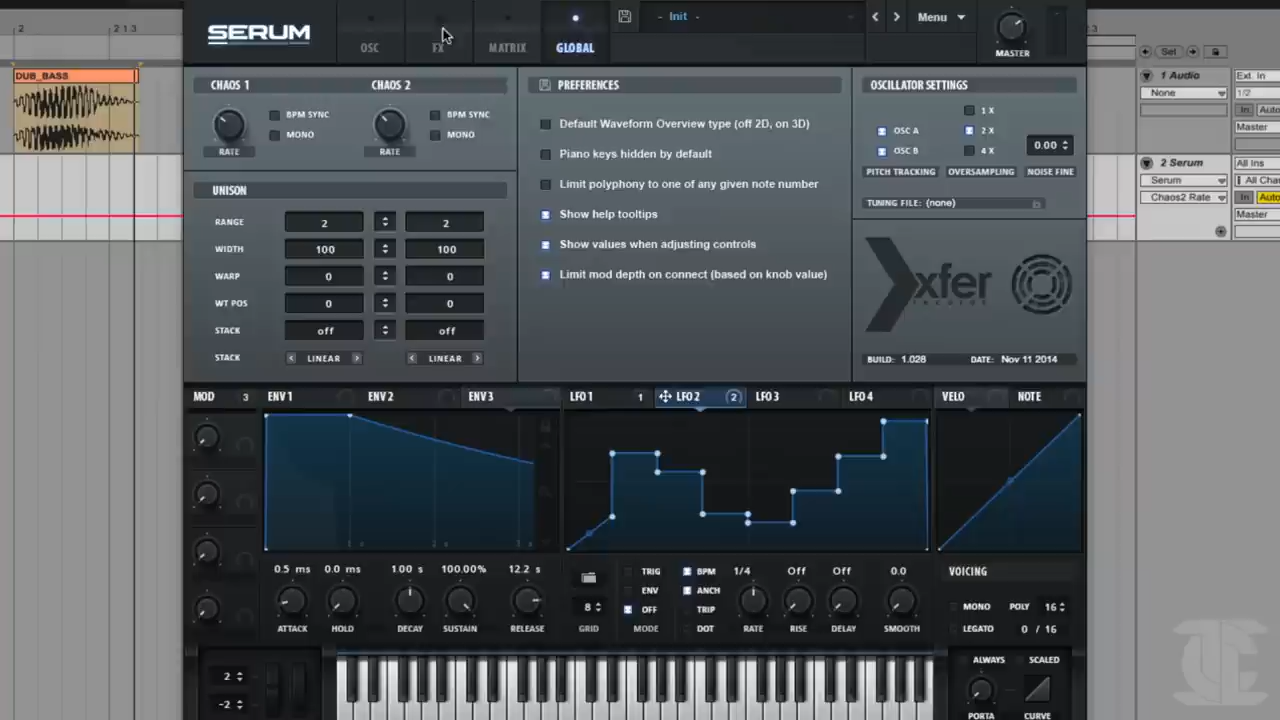 2
2 1 3
DUB_BASS
SERUM
OSC
FX
MATRIX
GLOBAL
- Init -
Menu
MASTER
3
Set
1 Audio
Ext. In
None
1/2
In
Auto
Master
2 Serum
All Ins
Serum
All Cha
Chaos2 Rate
In
Auto
Master
CHAOS 1
CHAOS 2
BPM SYNC
MONO
RATE
BPM SYNC
MONO
RATE
UNISON
RANGE 2 2
WIDTH 100 100
WARP 0 0
WT POS 0 0
STACK off off
STACK < LINEAR > < LINEAR >
PREFERENCES
Default Waveform Overview type (off 2D, on 3D)
Piano keys hidden by default
Limit polyphony to one of any given note number
Show help tooltips
Show values when adjusting controls
Limit mod depth on connect (based on knob value)
OSCILLATOR SETTINGS
1 X
OSC A 2 X
OSC B 4 X
0.00
PITCH TRACKING OVERSAMPLING NOISE FINE
TUNING FILE: (none)
xfer
RECORDS
BUILD: 1.028 DATE: Nov 11 2014
MOD 3 ENV 1 ENV 2 ENV 3 LFO 1 1 LFO 2 2 LFO 3 LFO 4 VELO NOTE
0.5 ms 0.0 ms 1.00 s 100.00% 12.2 s
ATTACK HOLD DECAY SUSTAIN RELEASE
8
GRID
TRIG
ENV
OFF
MODE
BPM
ANCH
TRIP
DOT
1/4 Off Off 0.0
RATE RISE DELAY SMOOTH
VOICING
MONO POLY 16
LEGATO 0 / 16
2
-2
ALWAYS SCALED
PORTA CURVE